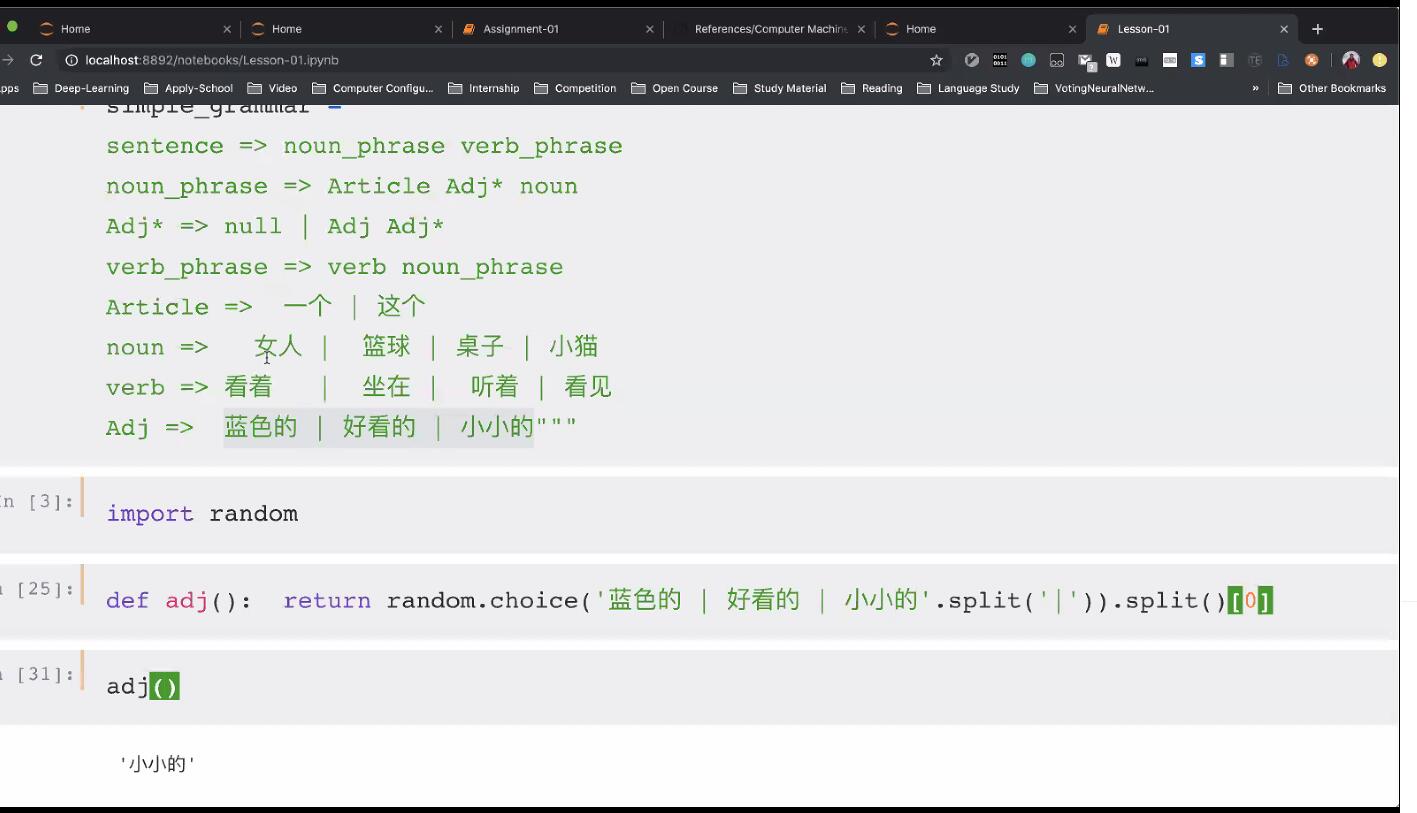 Home Home Assignment-01 References/Computer Machine Home Lesson-01
localhost:8892/notebooks/Lesson-01.ipynb
Deep-Learning Apply-School Video Computer Configu... Internship Competition Open Course Study Material Reading Language Study VotingNeuralNetw... » Other Bookmarks
simple_grammar =
sentence => noun_phrase verb_phrase
noun_phrase => Article Adj* noun
Adj* => null | Adj Adj*
verb_phrase => verb noun_phrase
Article => 一个 | 这个
noun => 女人 | 篮球 | 桌子 | 小猫
verb => 看着 | 坐在 | 听着 | 看见
Adj => 蓝色的 | 好看的 | 小小的"""
[3]:
import random
[25]:
def adj(): return random.choice('蓝色的 | 好看的 | 小小的'.split('|')).split()[0]
[31]:
adj()
'小小的'